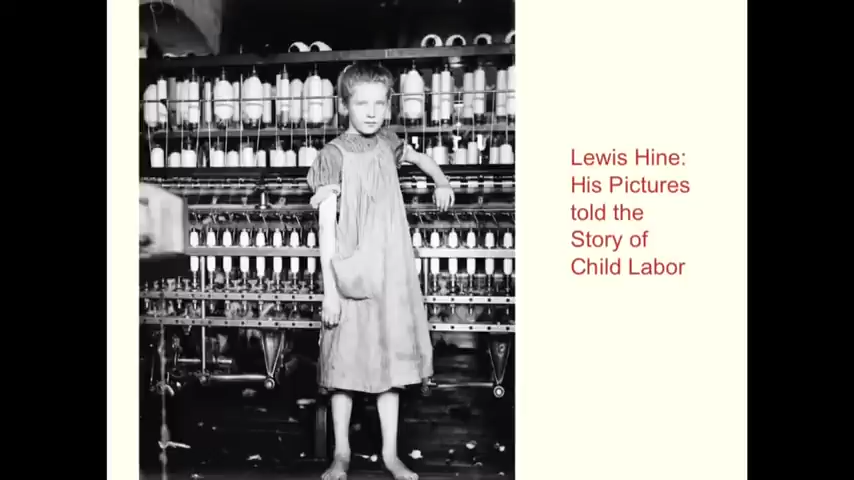 Lewis Hine:
His Pictures
told the
Story of
Child Labor